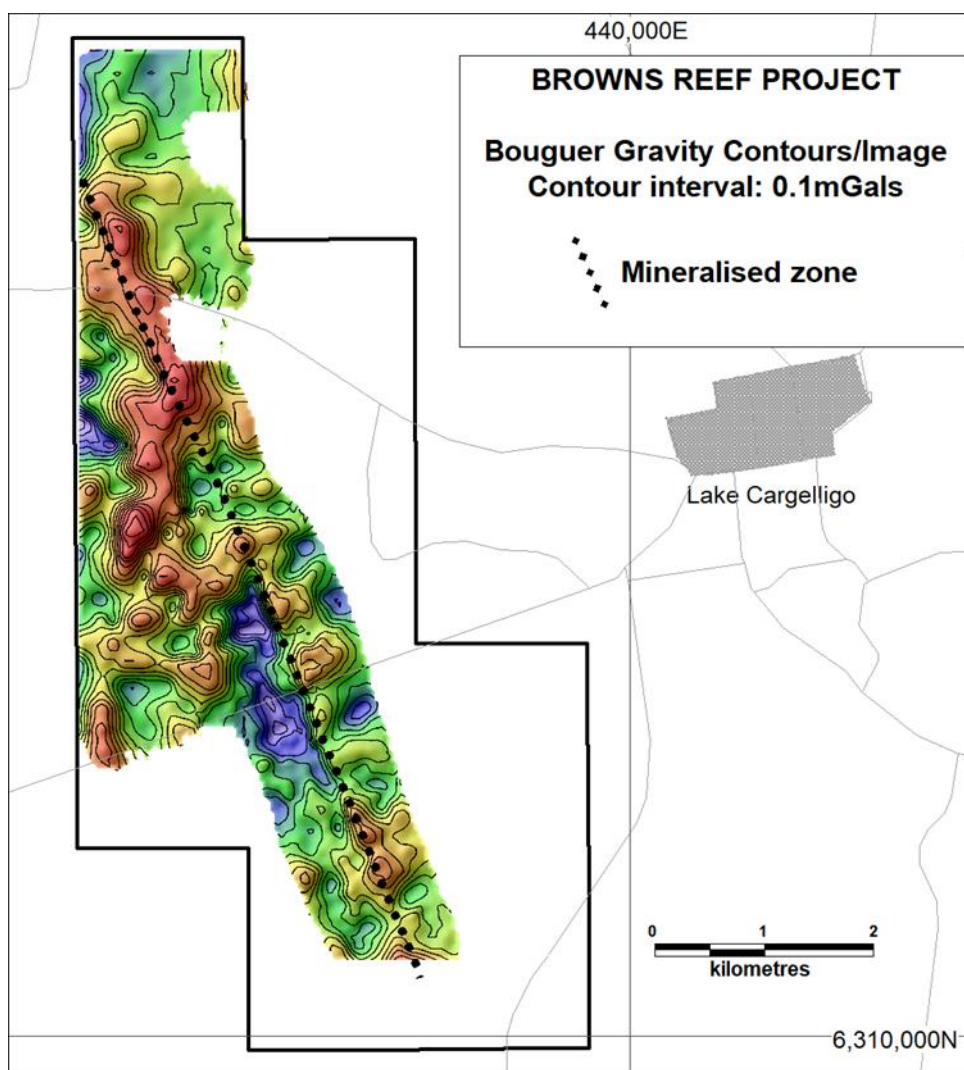 440,000E
BROWNS REEF PROJECT
Bouguer Gravity Contours/Image
Contour interval: 0.1mGals
Mineralised zone
Lake Cargelligo
0 1 2
kilometres
6,310,000N